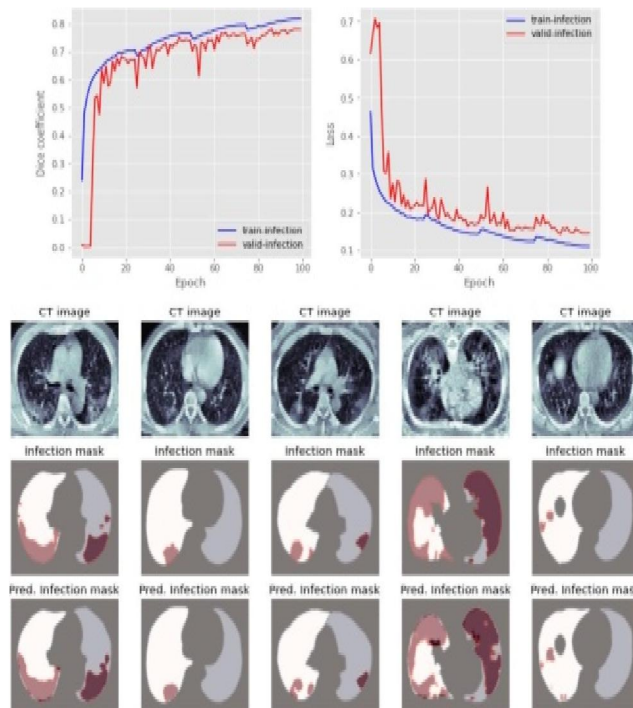 0.8
0.7
0.6
0.5
0.4
0.3
0.2
0.1
0.0
Dice coefficient
train-infection
valid-infection
0 20 40 60 80 100
Epoch
0.7
0.6
0.5
0.4
0.3
0.2
0.1
Loss
train-infection
valid-infection
0 20 40 60 80 100
Epoch
CT image CT image CT image CT image CT image
Infection mask Infection mask Infection mask Infection mask Infection mask
Pred. Infection mask Pred. Infection mask Pred. Infection mask Pred. Infection mask Pred. Infection mask